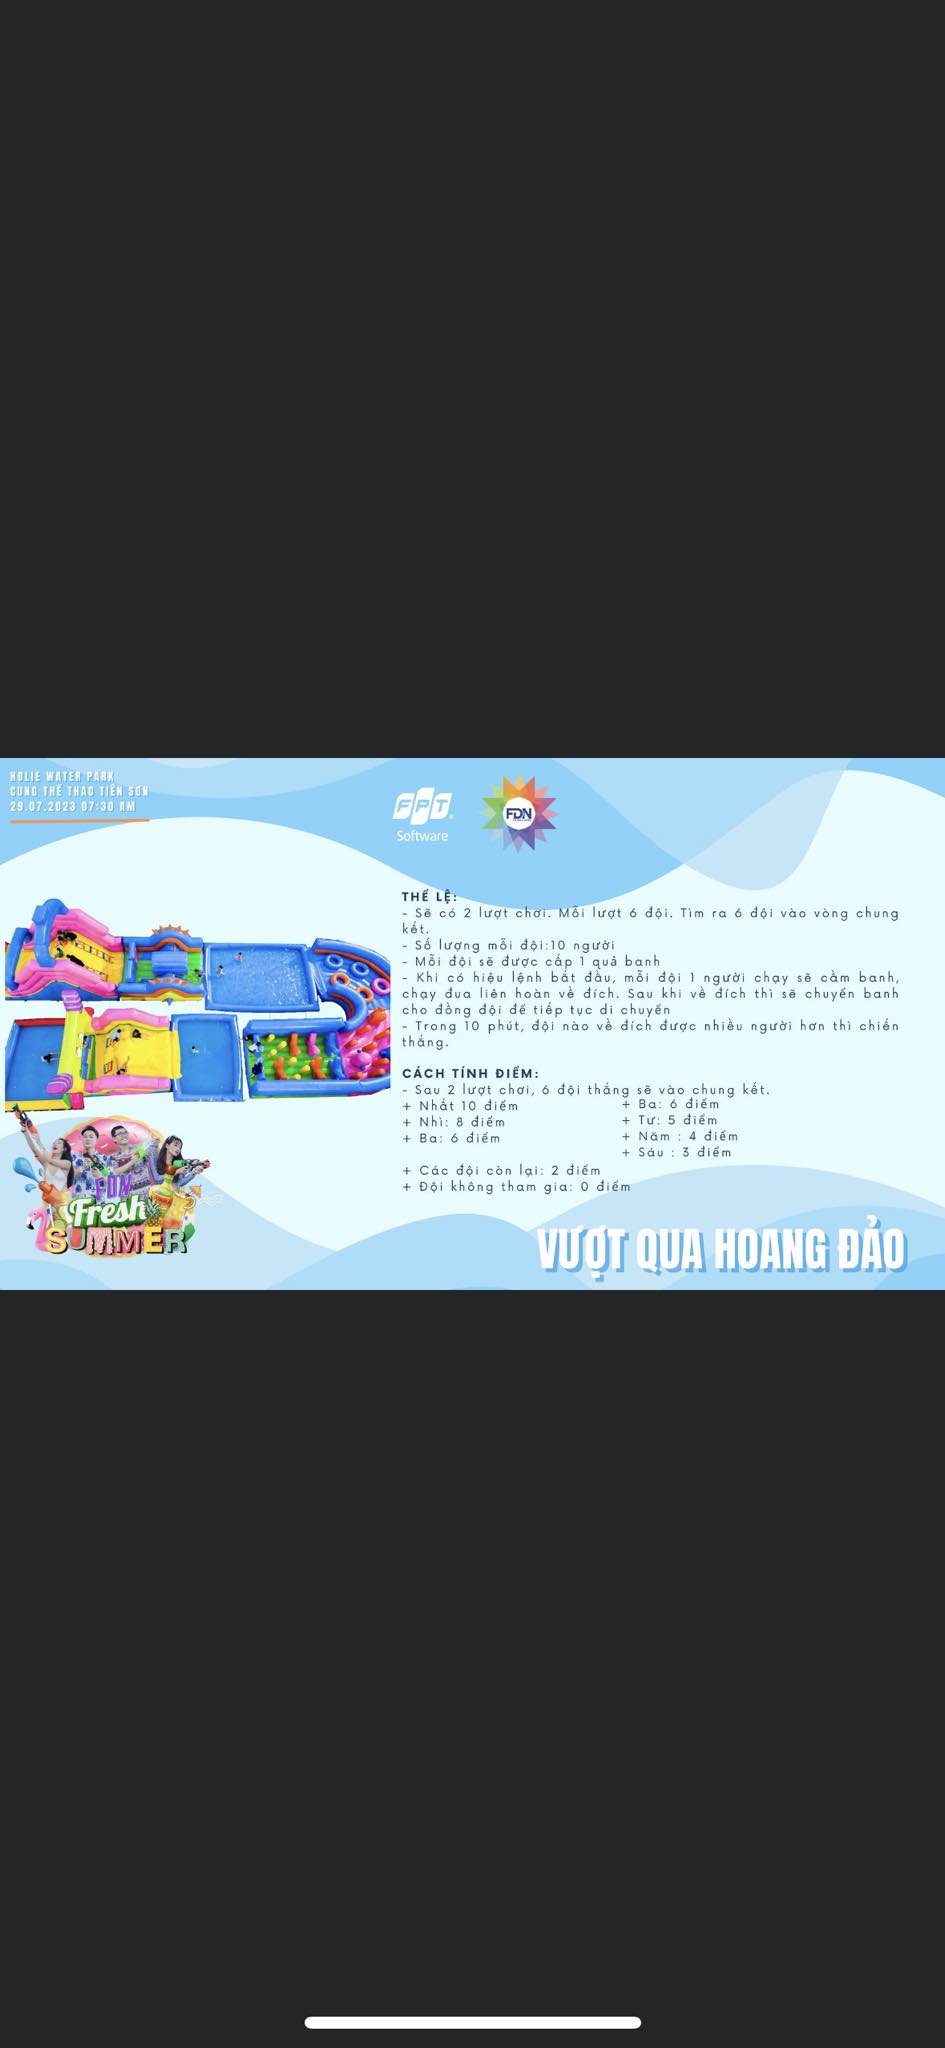 HOLIE WATER PARK
CUNG THỂ THAO TIÊN SƠN
29.07.2023 07:30 AM
FPT
Software
FDN
THỂ LỆ:
- Sẽ có 2 lượt chơi. Mỗi lượt 6 đội. Tìm ra 6 đội vào vòng chung
kết.
- Số lượng mỗi đội:10 người
- Mỗi đội sẽ được cấp 1 quả banh
- Khi có hiệu lệnh bắt đầu, mỗi đội 1 người chạy sẽ cầm banh,
chạy đua liên hoàn về đích. Sau khi về đích thì sẽ chuyển banh
cho đồng đội để tiếp tục di chuyển
- Trong 10 phút, đội nào về đích được nhiều người hơn thì chiến
thắng.
CÁCH TÍNH ĐIỂM:
- Sau 2 lượt chơi, 6 đội thắng sẽ vào chung kết.
+ Nhất 10 điểm
+ Nhì: 8 điểm
+ Ba: 6 điểm
+ Ba: 6 điểm
+ Tư: 5 điểm
+ Năm : 4 điểm
+ Sáu : 3 điểm
+ Các đội còn lại: 2 điểm
+ Đội không tham gia: 0 điểm
FDN
Fresh
SUMMER
VƯỢT QUA HOANG ĐẢO